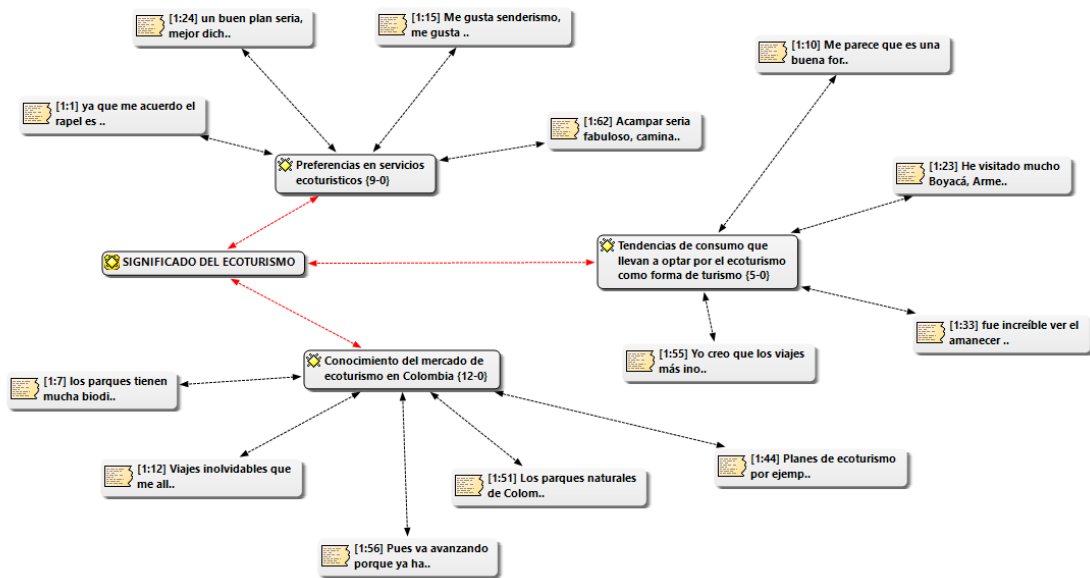 [1:24] un buen plan seria,
mejor dich..
[1:15] Me gusta senderismo,
me gusta ..
[1:10] Me parece que es una
buena for..
[1:1] ya que me acuerdo el
rapel es ..
[1:62] Acampar seria
fabuloso, camina..
Preferencias en servicios
ecoturisticos {9-0}
[1:23] He visitado mucho
Boyacá, Arme..
SIGNIFICADO DEL ECOTURISMO
Tendencias de consumo que
llevan a optar por el ecoturismo
como forma de turismo {5-0}
[1:33] fue increíble ver el
amanecer ..
[1:55] Yo creo que los viajes
más ino..
Conocimiento del mercado de
ecoturismo en Colombia {12-0}
[1:7] los parques tienen
mucha biodi..
[1:12] Viajes inolvidables que
me all..
[1:51] Los parques naturales
de Colom..
[1:44] Planes de ecoturismo
por ejemp..
[1:56] Pues va avanzando
porque ya ha..